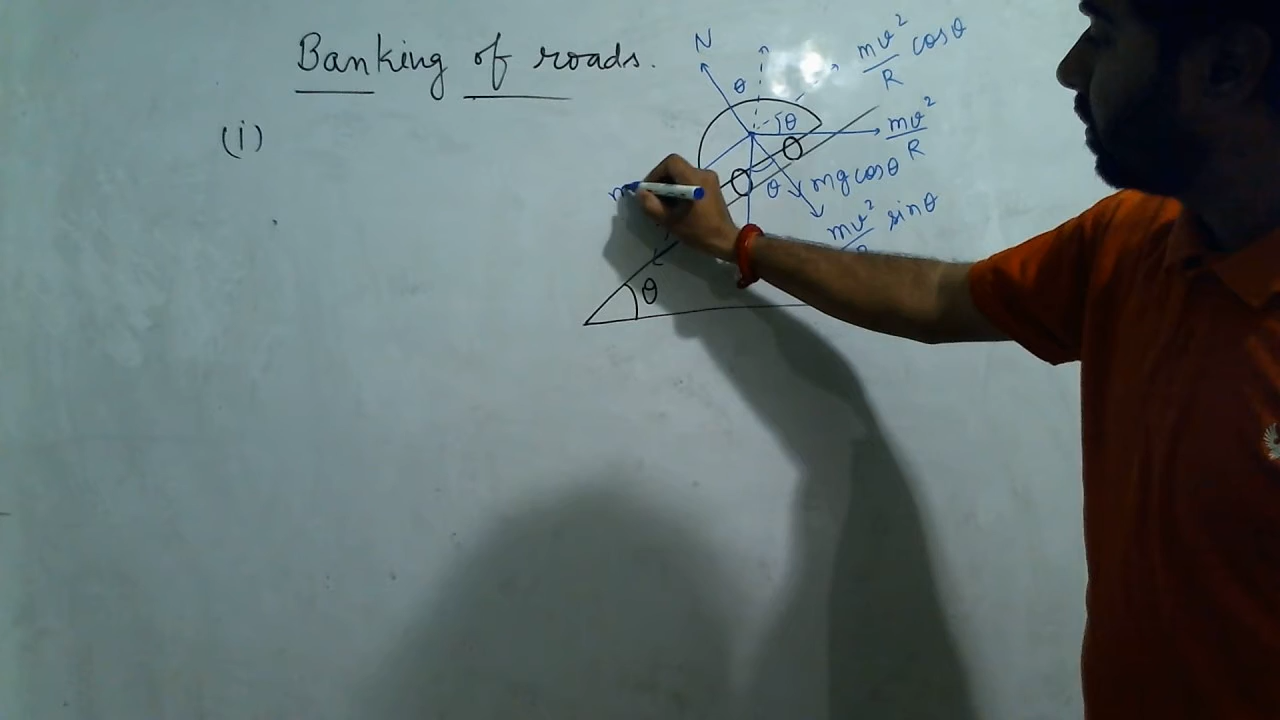 Banking of roads.
(i)
N
θ
mv²/R cosθ
θ
mv²/R
θ
mg cosθ
mv²/R sinθ
m
θ